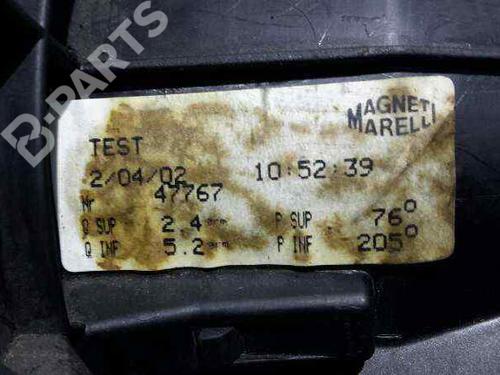 B-PARTS
MAGNETI
MARELLI
TEST
2/04/02 10:52:39
Nr 47767
Q SUP 2.4 P SUP 76°
Q INF 5.2 P INF 205°